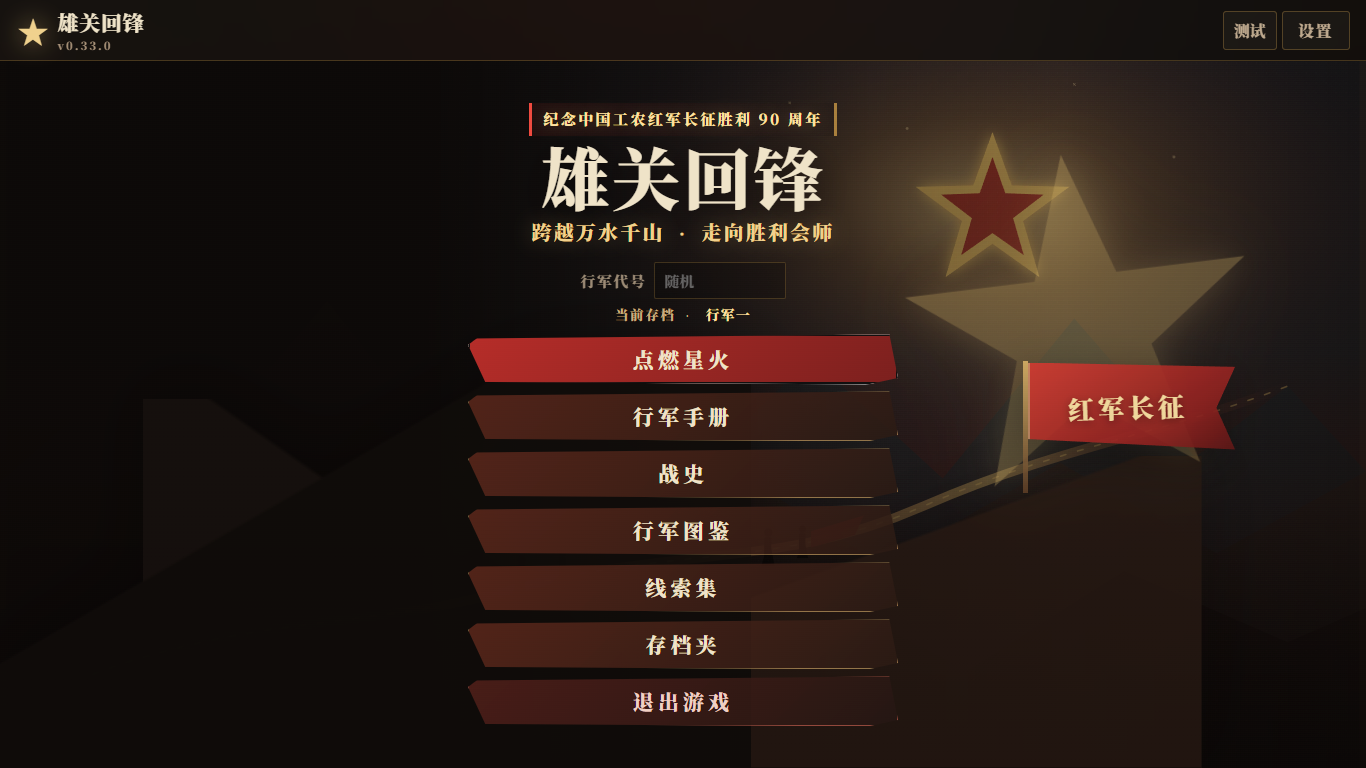 雄关回锋
v0.33.0
测试
设置
纪念中国工农红军长征胜利 90 周年
雄关回锋
跨越万水千山 · 走向胜利会师
行军代号 随机
当前存档 · 行军一
点燃星火
行军手册
战史
行军图鉴
线索集
存档夹
退出游戏
红军长征